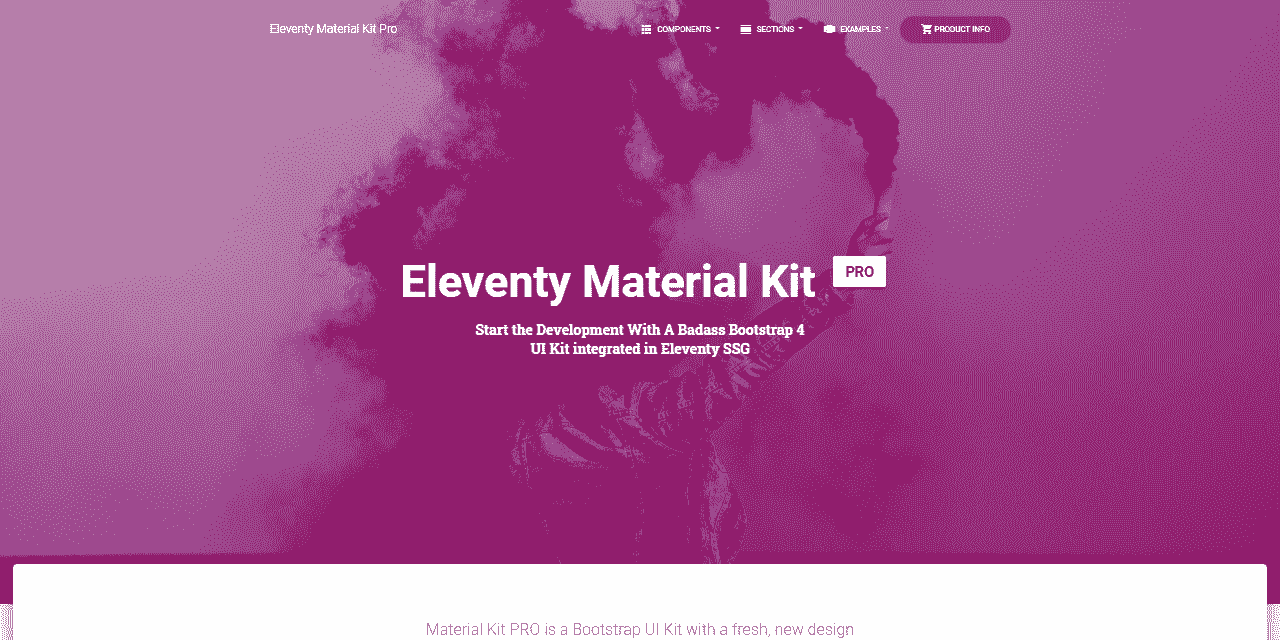 Eleventy Material Kit Pro
COMPONENTS
SECTIONS
EXAMPLES
PRODUCT INFO
Eleventy Material Kit PRO
Start the Development With A Badass Bootstrap 4
UI Kit integrated in Eleventy SSG
Material Kit PRO is a Bootstrap UI Kit with a fresh, new design